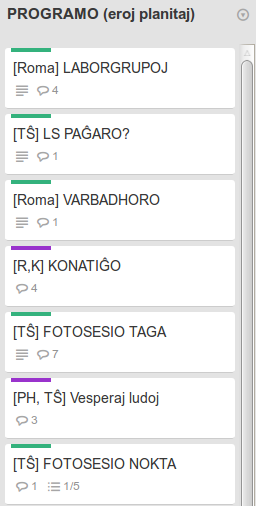 PROGRAMO (eroj planitaj)
[Roma] LABORGRUPOJ
4
[TŜ] LS PAĜARO?
1
[Roma] VARBADHORO
1
[R,K] KONATIĜO
4
[TŜ] FOTOSESIO TAGA
7
[PH, TŜ] Vesperaj ludoj
3
[TŜ] FOTOSESIO NOKTA
1 1/5